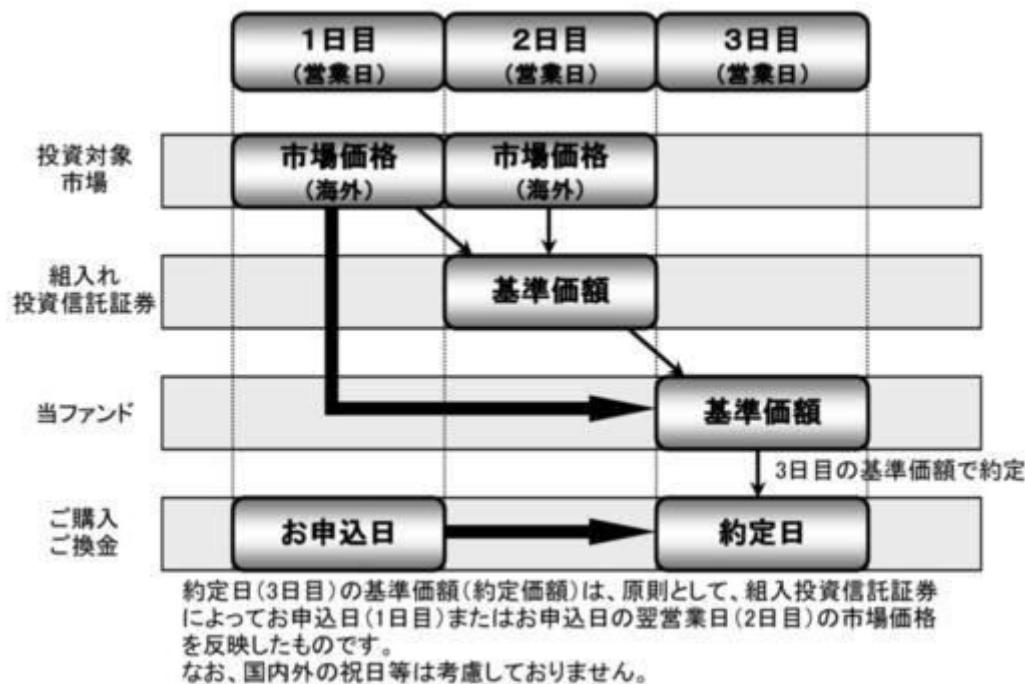 1日目 2日目 3日目
(営業日) (営業日) (営業日)
投資対象
市場
市場価格 市場価格
(海外) (海外)
組入れ
投資信託証券
基準価額
当ファンド
基準価額
3日目の基準価額で約定
ご購入
ご換金
お申込日 約定日
約定日(3日目)の基準価額(約定価額)は、原則として、組入投資信託証券
によってお申込日(1日目)またはお申込日の翌営業日(2日目)の市場価格
を反映したものです。
なお、国内外の祝日等は考慮しておりません。